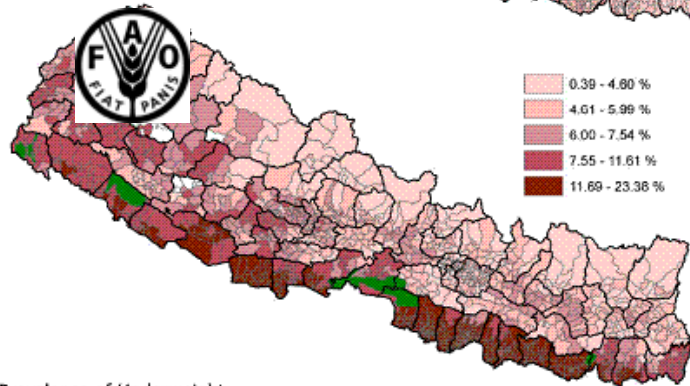 F A O
FIAT PANIS
0.39 - 4.60 %
4.61 - 5.99 %
6.00 - 7.54 %
7.55 - 11.61 %
11.69 - 23.38 %